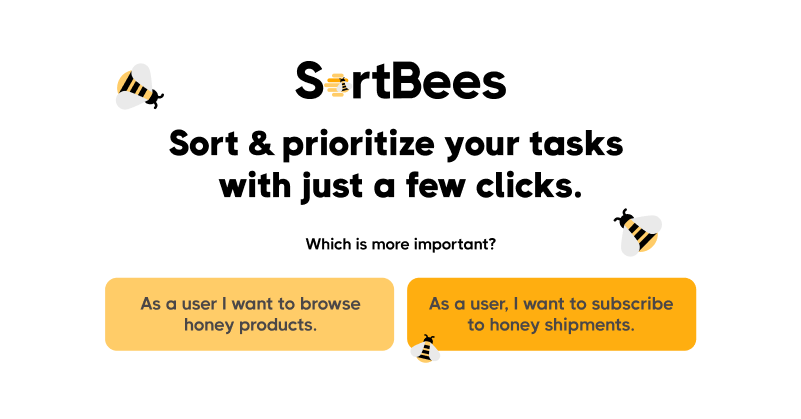 SortBees
Sort & prioritize your tasks
with just a few clicks.
Which is more important?
As a user I want to browse
honey products.
As a user, I want to subscribe
to honey shipments.